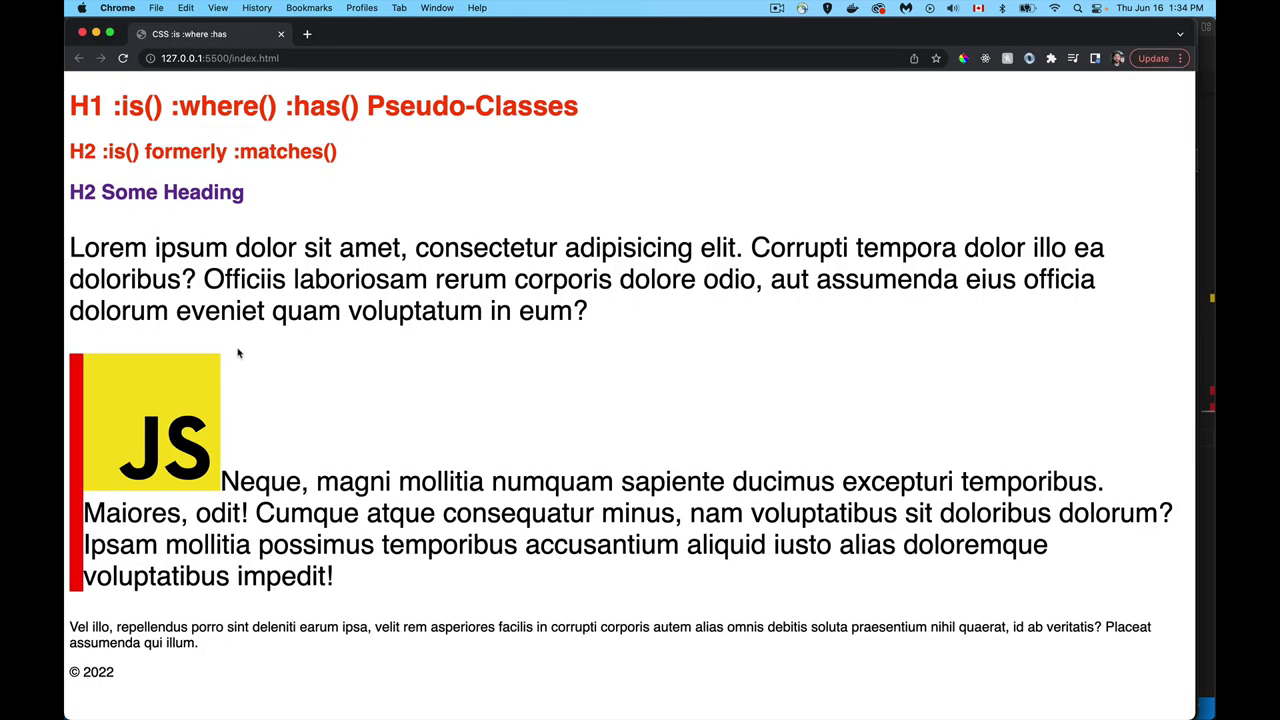 Chrome File Edit View History Bookmarks Profiles Tab Window Help Thu Jun 16 1:34 PM
CSS :is :where :has
127.0.0.1:5500/index.html Update
H1 :is() :where() :has() Pseudo-Classes
H2 :is() formerly :matches()
H2 Some Heading
Lorem ipsum dolor sit amet, consectetur adipisicing elit. Corrupti tempora dolor illo ea
doloribus? Officiis laboriosam rerum corporis dolore odio, aut assumenda eius officia
dolorum eveniet quam voluptatum in eum?
JS
Neque, magni mollitia numquam sapiente ducimus excepturi temporibus.
Maiores, odit! Cumque atque consequatur minus, nam voluptatibus sit doloribus dolorum?
Ipsam mollitia possimus temporibus accusantium aliquid iusto alias doloremque
voluptatibus impedit!
Vel illo, repellendus porro sint deleniti earum ipsa, velit rem asperiores facilis in corrupti corporis autem alias omnis debitis soluta praesentium nihil quaerat, id ab veritatis? Placeat
assumenda qui illum.
© 2022